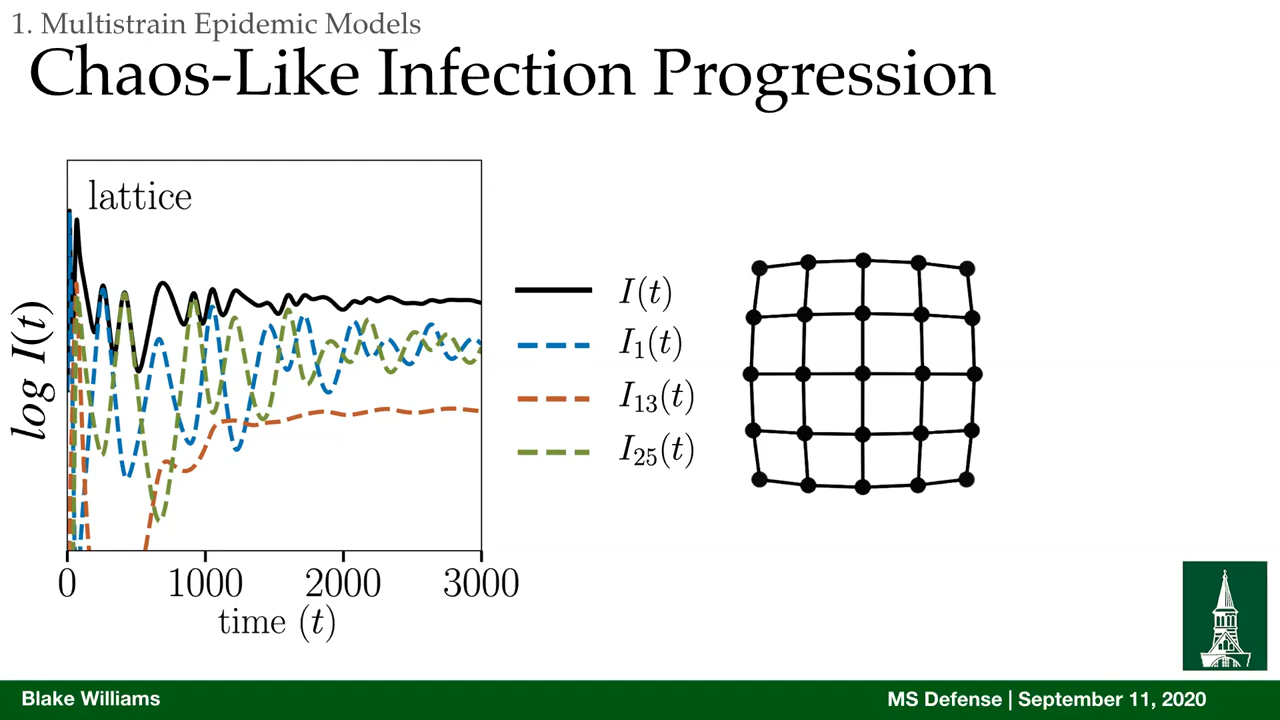 1. Multistrain Epidemic Models
Chaos-Like Infection Progression
lattice
log I(t)
0 1000 2000 3000
time (t)
I(t)
I₁(t)
I₁₃(t)
I₂₅(t)
Blake Williams
MS Defense | September 11, 2020